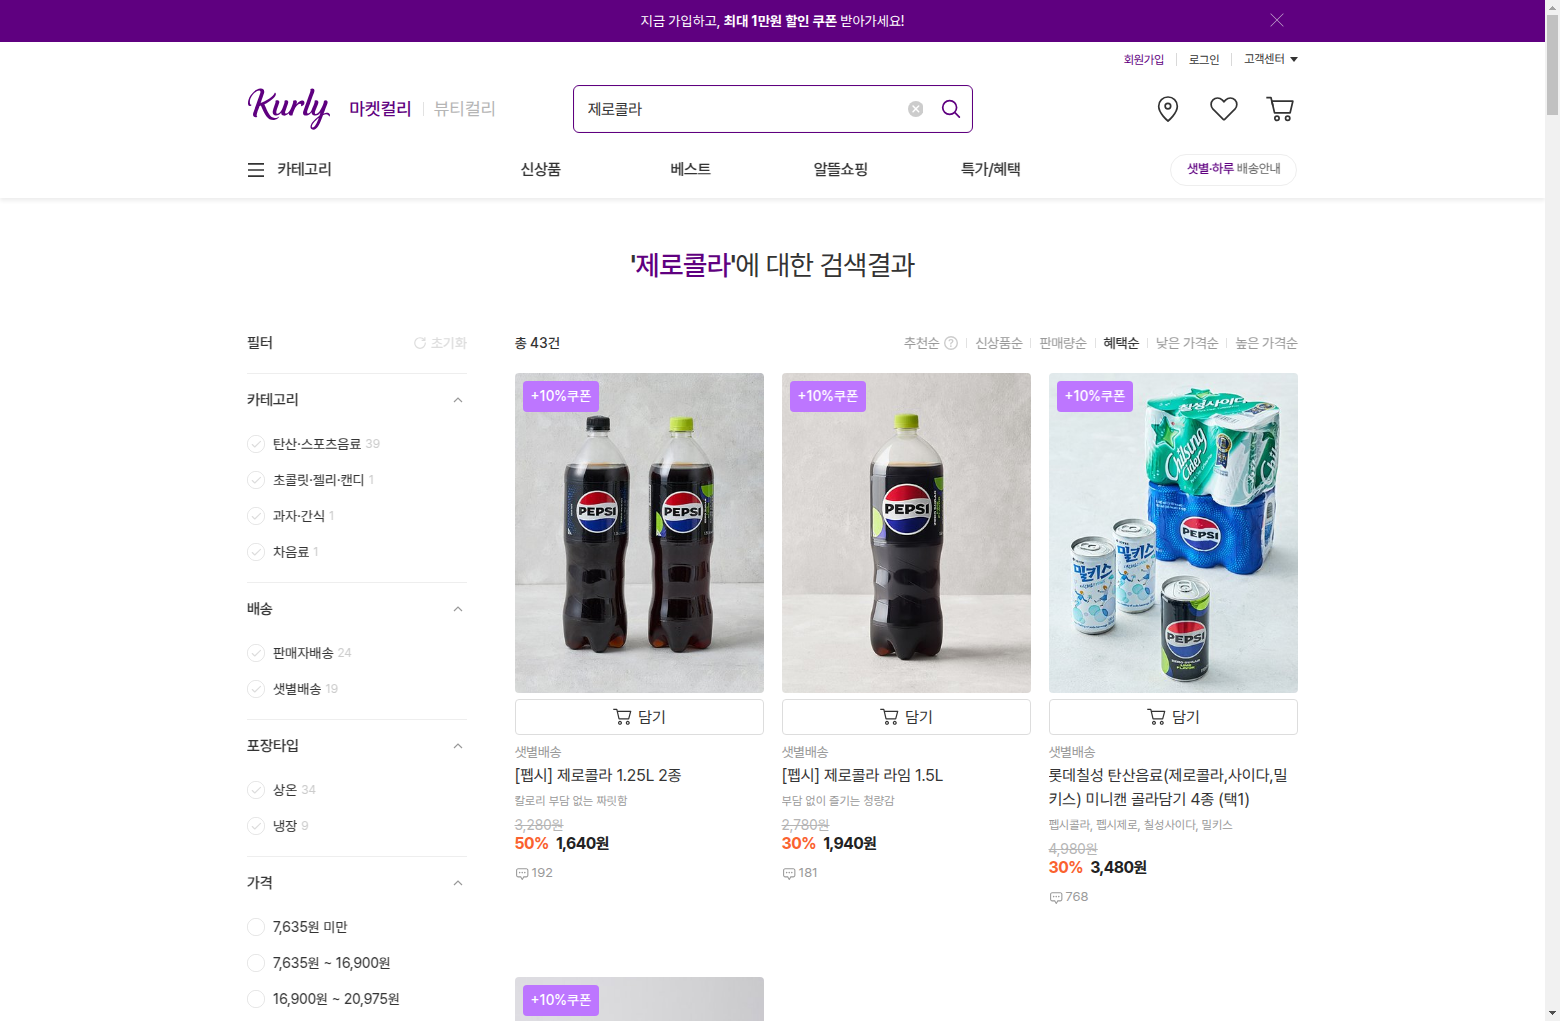 지금 가입하고, 최대 1만원 할인 쿠폰 받아가세요!
회원가입
로그인
고객센터
Kurly
마켓컬리
뷰티컬리
제로콜라
카테고리
신상품
베스트
알뜰쇼핑
특가/혜택
샛별·하루 배송안내
'제로콜라'에 대한 검색결과
필터
초기화
총 43건
추천순
신상품순
판매량순
혜택순
낮은 가격순
높은 가격순
카테고리
탄산·스포츠음료 39
초콜릿·젤리·캔디 1
과자·간식 1
차음료 1
배송
판매자배송 24
샛별배송 19
포장타입
상온 34
냉장 9
가격
7,635원 미만
7,635원 ~ 16,900원
16,900원 ~ 20,975원
+10%쿠폰
PEPSI
PEPSI
담기
샛별배송
[펩시] 제로콜라 1.25L 2종
칼로리 부담 없는 짜릿함
3,280원
50% 1,640원
192
+10%쿠폰
PEPSI
담기
샛별배송
[펩시] 제로콜라 라임 1.5L
부담 없이 즐기는 청량감
2,780원
30% 1,940원
181
+10%쿠폰
칠성사이다
Chilsung
Cider
PEPSI
밀키스
밀키스
PEPSI
담기
샛별배송
롯데칠성 탄산음료(제로콜라,사이다,밀
키스) 미니캔 골라담기 4종 (택1)
펩시콜라, 펩시제로, 칠성사이다, 밀키스
4,980원
30% 3,480원
768
+10%쿠폰